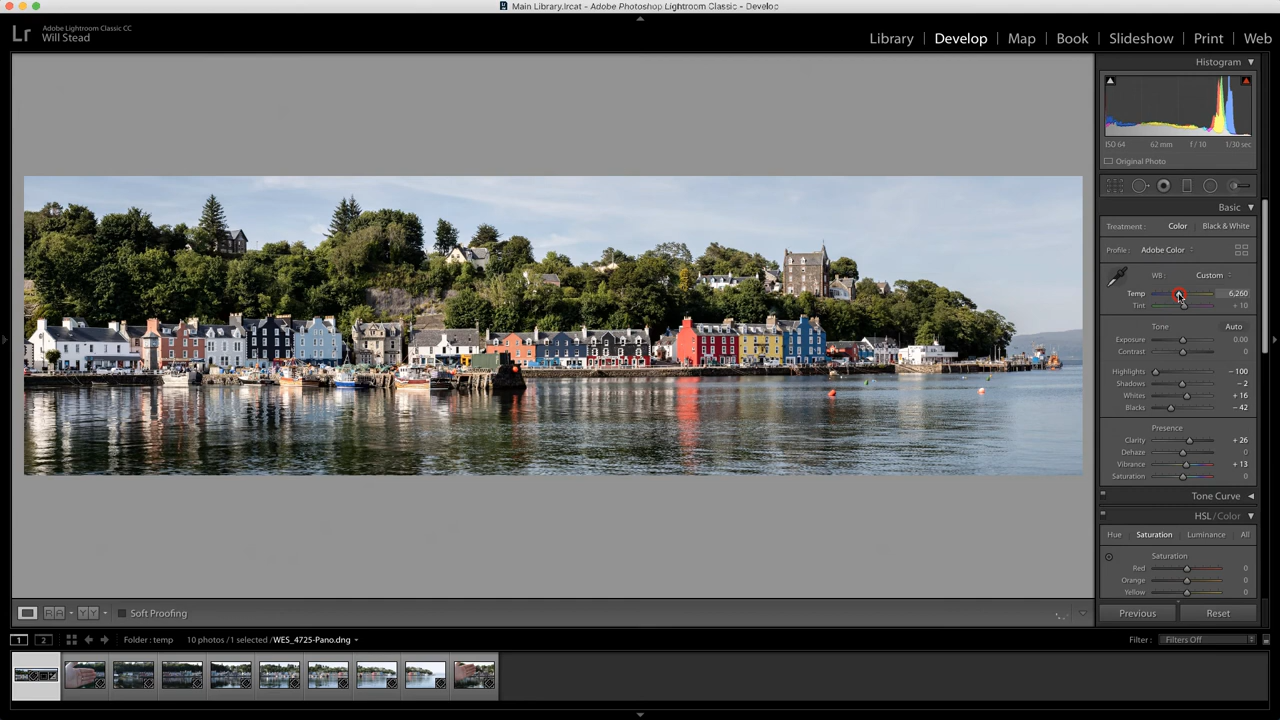 Main Library.lrcat - Adobe Photoshop Lightroom Classic - Develop
Lr
Adobe Lightroom Classic CC
Will Stead
Library | Develop | Map | Book | Slideshow | Print | Web
Histogram
ISO 64 62 mm f / 10 1/30 sec
Original Photo
Basic
Treatment : Color Black & White
Profile : Adobe Color
WB : Custom
Temp 6,260
Tint + 10
Tone Auto
Exposure 0.00
Contrast 0
Highlights − 100
Shadows − 2
Whites + 16
Blacks − 42
Presence
Clarity + 26
Dehaze 0
Vibrance + 13
Saturation 0
Tone Curve
HSL / Color
Hue Saturation Luminance All
Saturation
Red 0
Orange 0
Yellow 0
Previous Reset
R A Y Y Soft Proofing
1 2 Folder : temp 10 photos / 1 selected / WES_4725-Pano.dng Filter : Filters Off